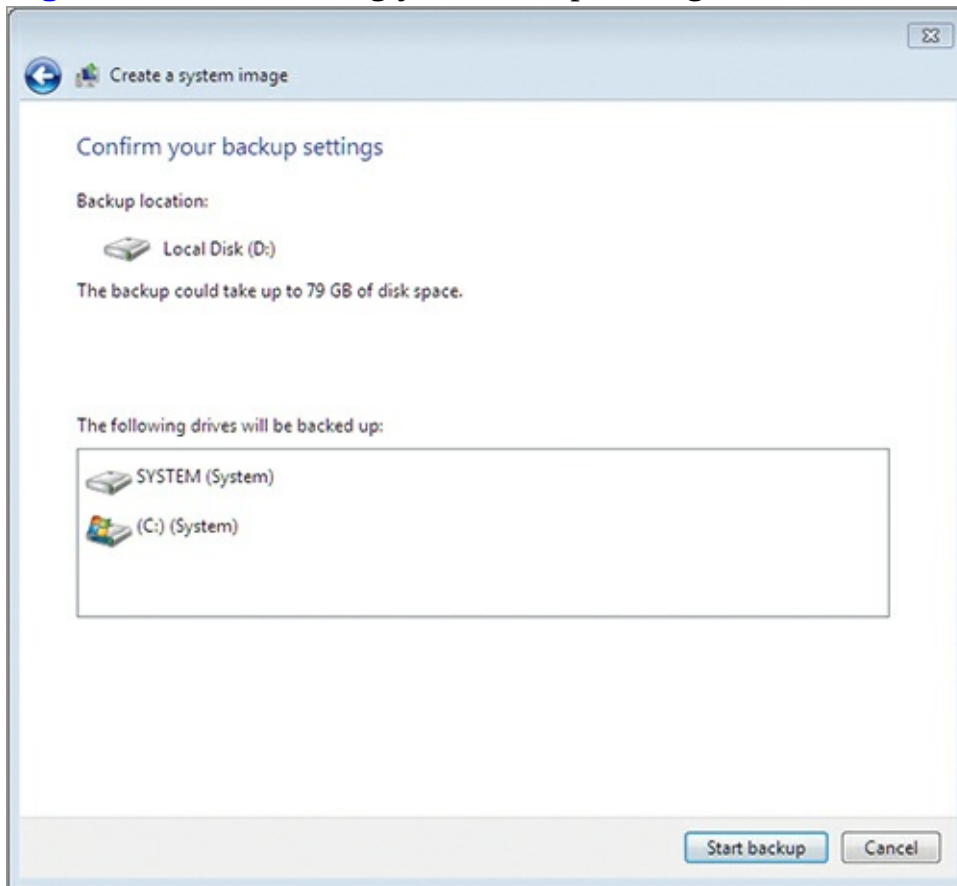 Create a system image
Confirm your backup settings
Backup location:
Local Disk (D:)
The backup could take up to 79 GB of disk space.
The following drives will be backed up:
SYSTEM (System)
(C:) (System)
Start backup
Cancel